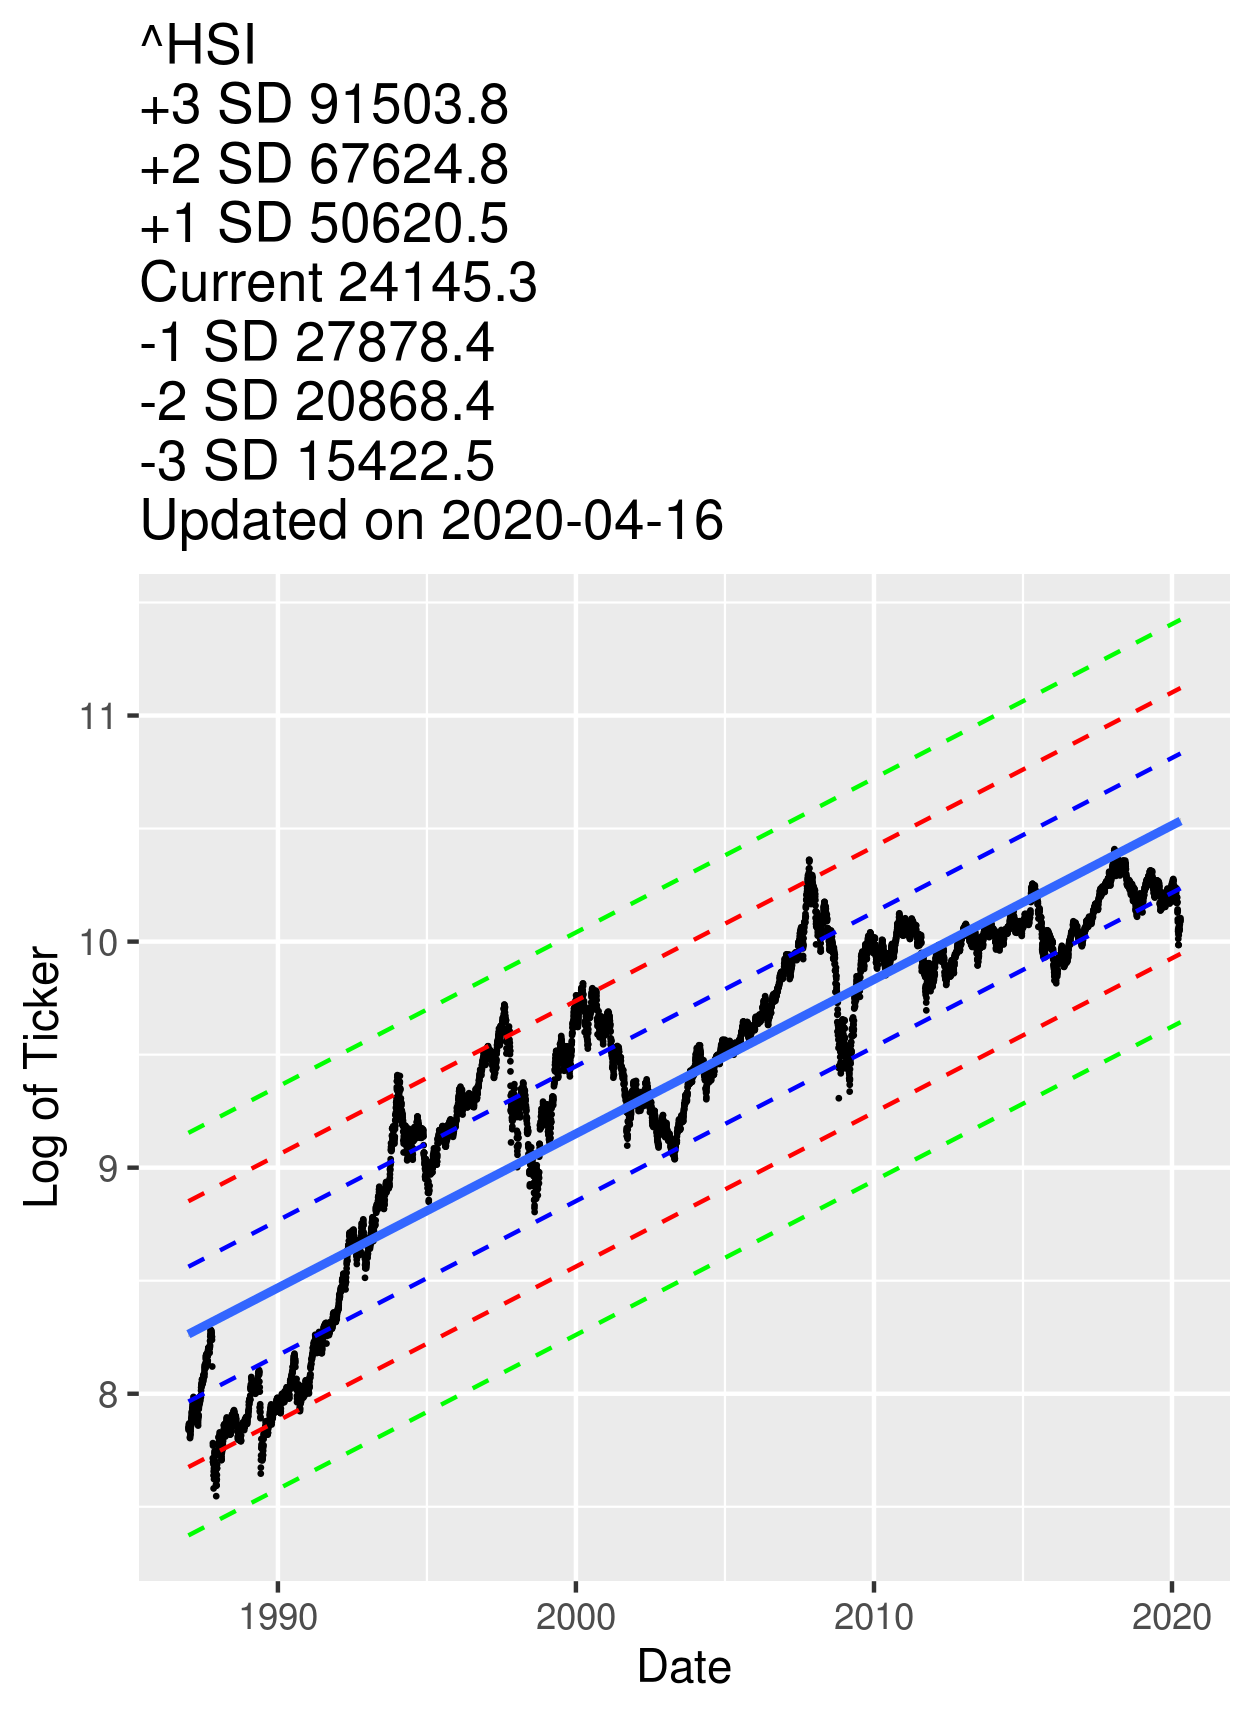 ^HSI
+3 SD 91503.8
+2 SD 67624.8
+1 SD 50620.5
Current 24145.3
-1 SD 27878.4
-2 SD 20868.4
-3 SD 15422.5
Updated on 2020-04-16
11
10
9
8
Log of Ticker
1990 2000 2010 2020
Date